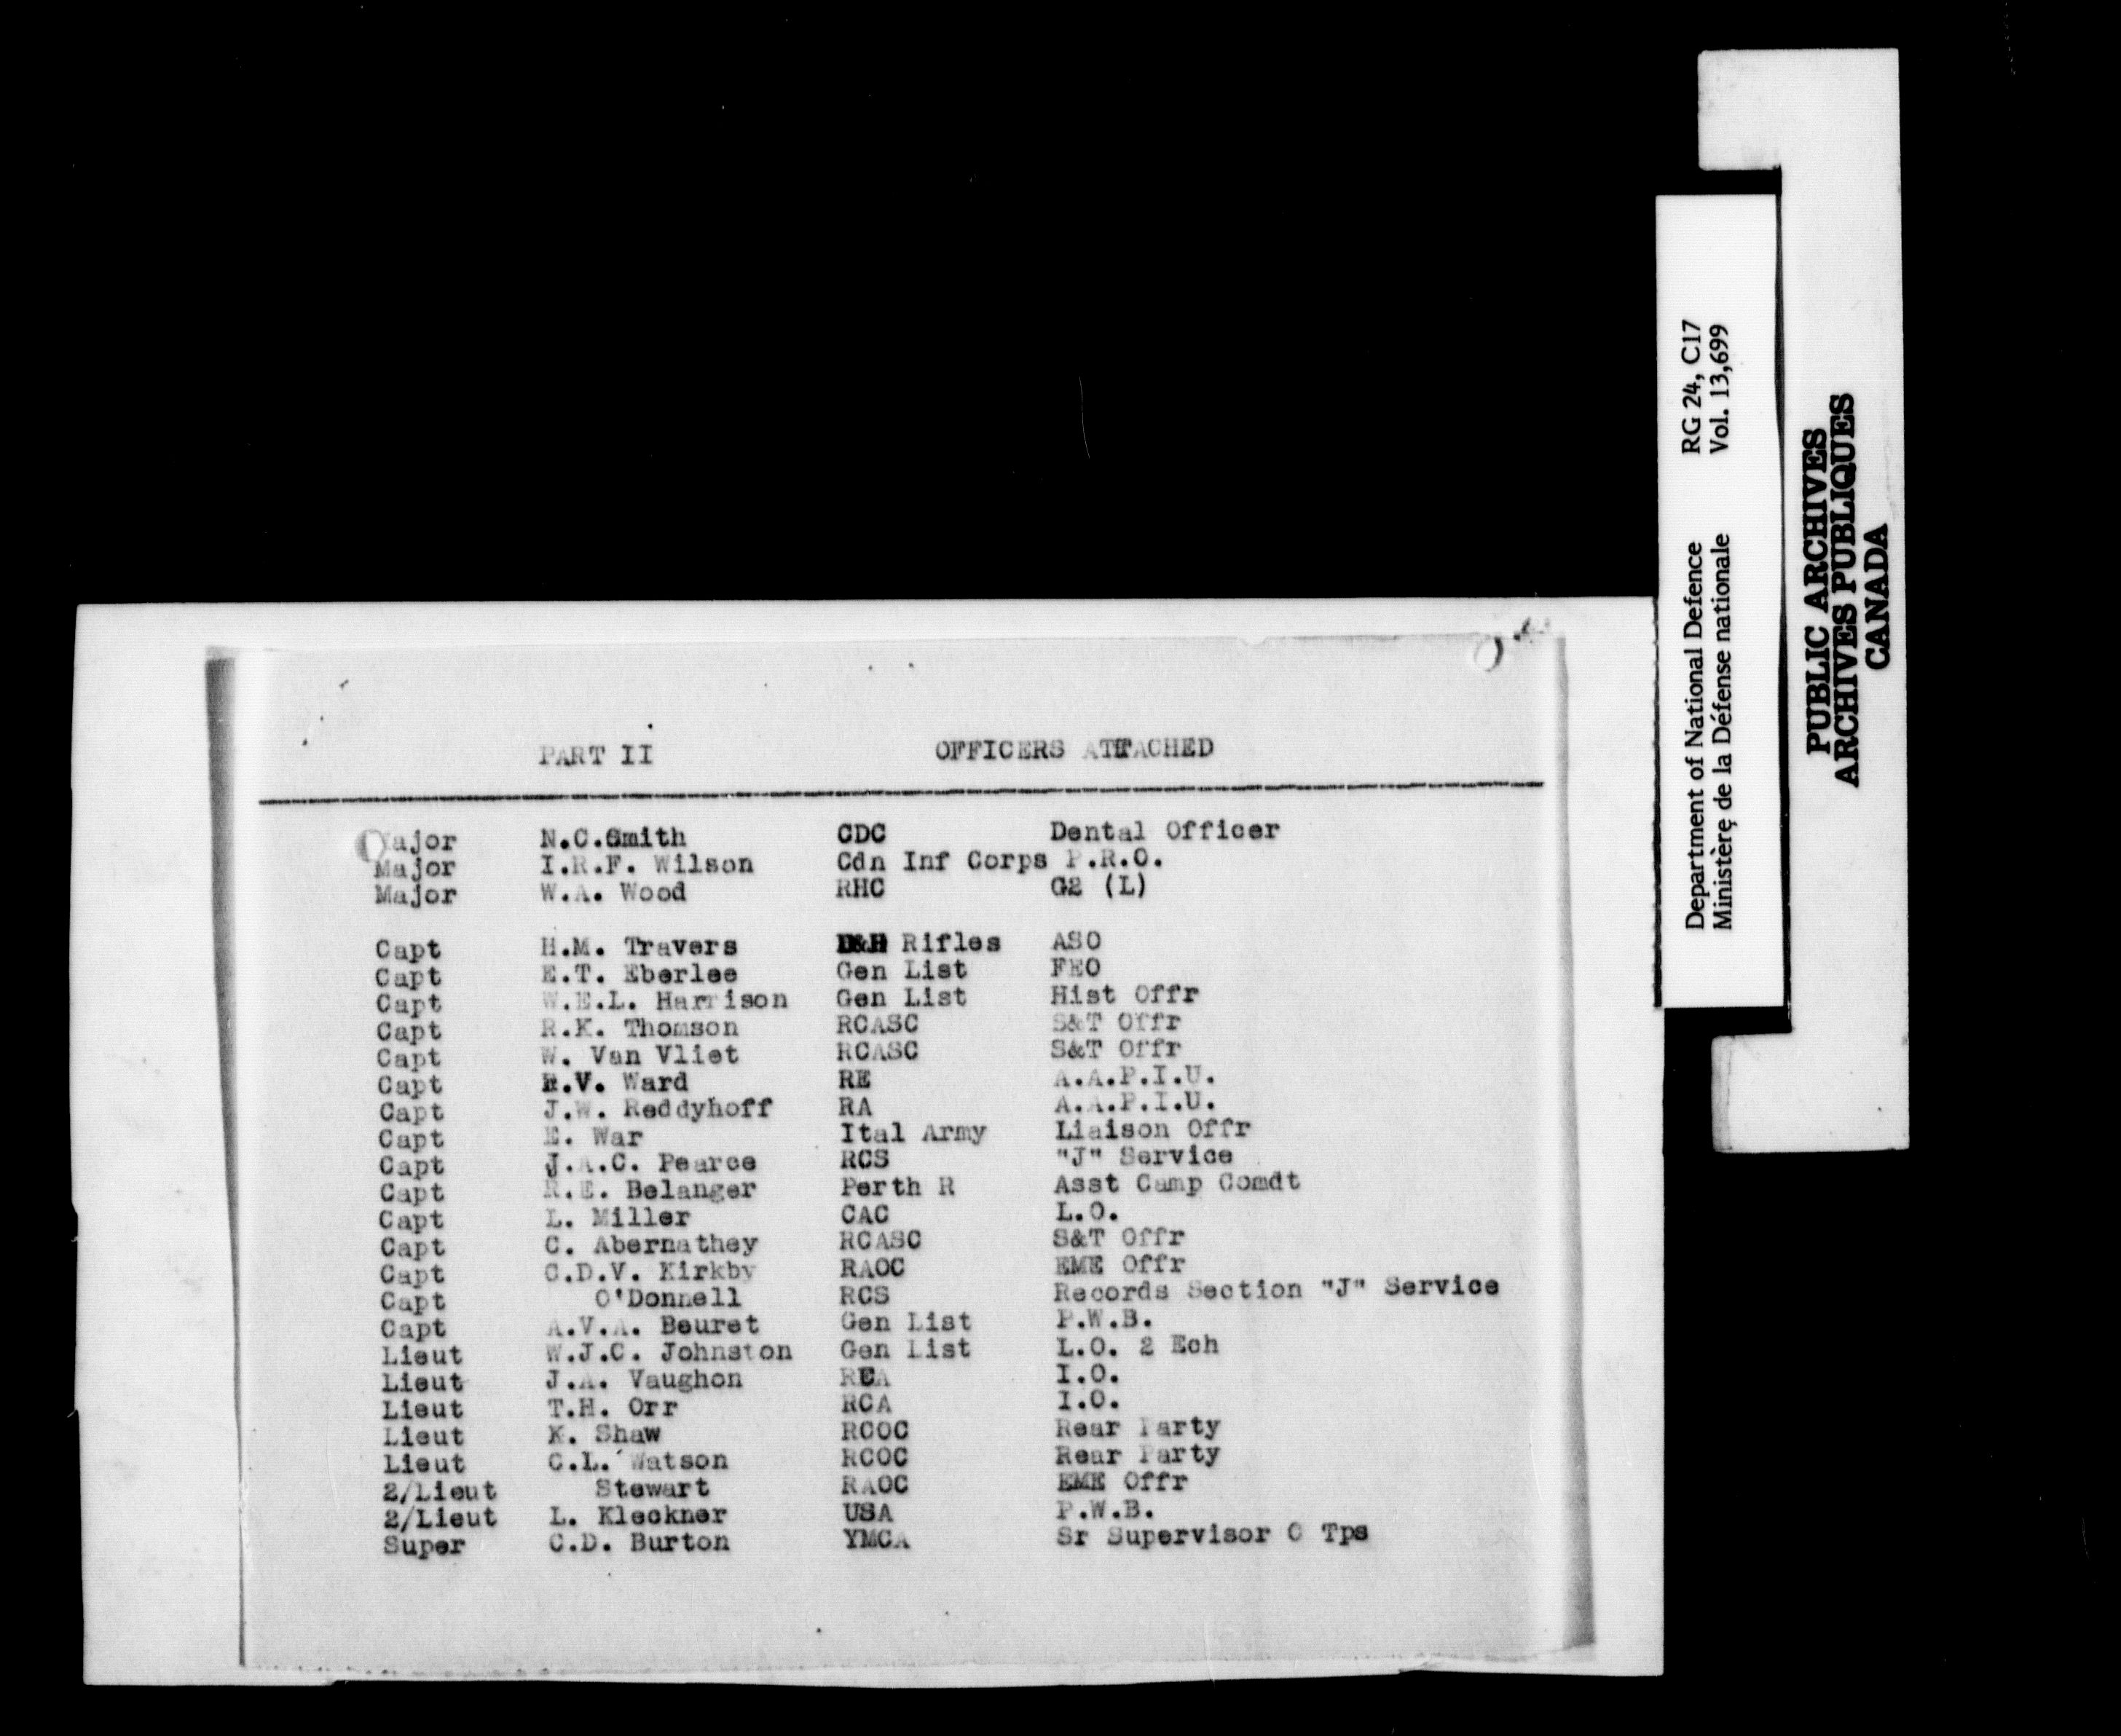 PART II OFFICERS ATTACHED
Major N.C.Smith CDC Dental Officer
Major I.R.F. Wilson Cdn Inf Corps P.R.O.
Major W.A. Wood RHC G2 (L)
Capt H.M. Travers Rifles ASO
Capt E.T. Eberlee Gen List FEO
Capt W.E.L. Harrison Gen List Hist Offr
Capt R.K. Thomson RCASC S&T Offr
Capt W. Van Vliet RCASC S&T Offr
Capt Ward RE A.A.P.I.U.
Capt J.W. Reddyhoff RA A.A.P.I.U.
Capt E. War Ital Army Liaison Offr
Capt J.A.C. Pearce RCS "J" Service
Capt R.E. Belanger Perth R Asst Camp Comdt
Capt L. Miller CAC L.O.
Capt C. Abernathey RCASC S&T Offr
Capt C.D.V. Kirkby RAOC EME Offr
Capt O'Donnell RCS Records Section "J" Service
Capt A.V.A. Beuret Gen List P.W.B.
Lieut W.J.C. Johnston Gen List L.O. 2 Ech
Lieut J.A. Vaughon RCA I.O.
Lieut T.H. Orr RCA I.O.
Lieut K. Shaw RCOC Rear Party
Lieut C.L. Watson RCOC Rear Party
2/Lieut Stewart RAOC EME Offr
2/Lieut L. Kleckner USA P.W.B.
Super C.D. Burton YMCA Sr Supervisor C Tps
Department of National Defence RG 24, C17
Ministère de la Défense nationale Vol. 13,699
PUBLIC ARCHIVES
ARCHIVES PUBLIQUES
CANADA